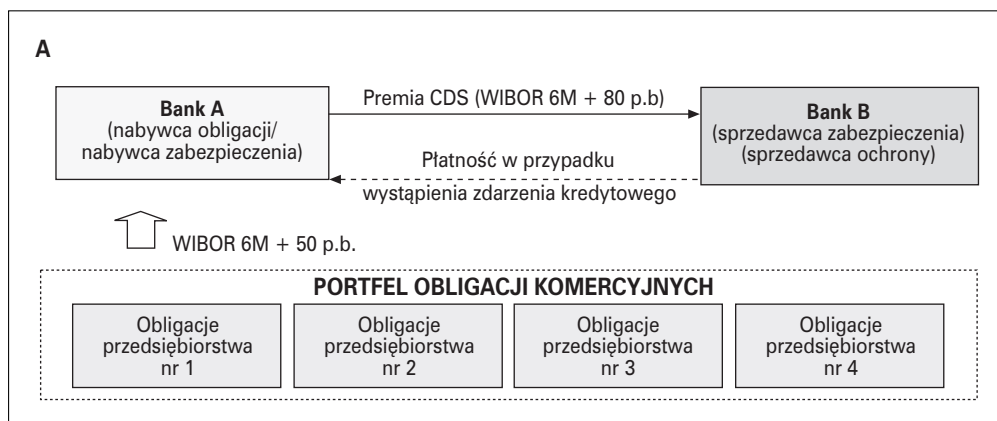 A
Bank A
(nabywca obligacji/
nabywca zabezpieczenia)
Premia CDS (WIBOR 6M + 80 p.b)
Bank B
(sprzedawca zabezpieczenia)
(sprzedawca ochrony)
Płatność w przypadku
wystąpienia zdarzenia kredytowego
WIBOR 6M + 50 p.b.
PORTFEL OBLIGACJI KOMERCYJNYCH
Obligacje
przedsiębiorstwa
nr 1
Obligacje
przedsiębiorstwa
nr 2
Obligacje
przedsiębiorstwa
nr 3
Obligacje
przedsiębiorstwa
nr 4